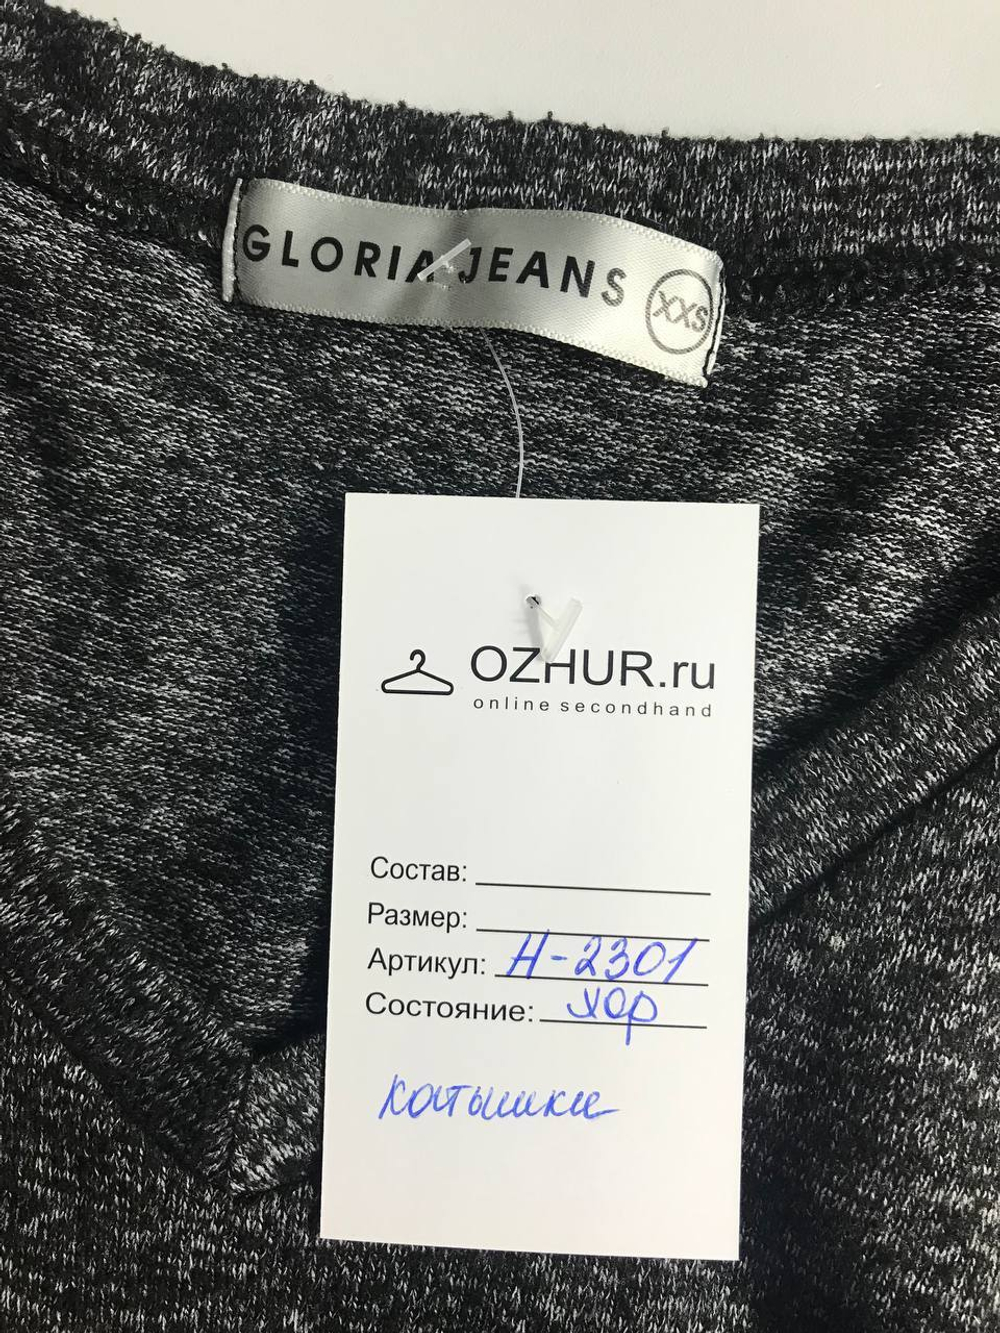 GLORIA JEANS XXS
OZHUR.ru
online secondhand
Состав:
Размер:
Артикул: Н-2301
Состояние: хор
катышки